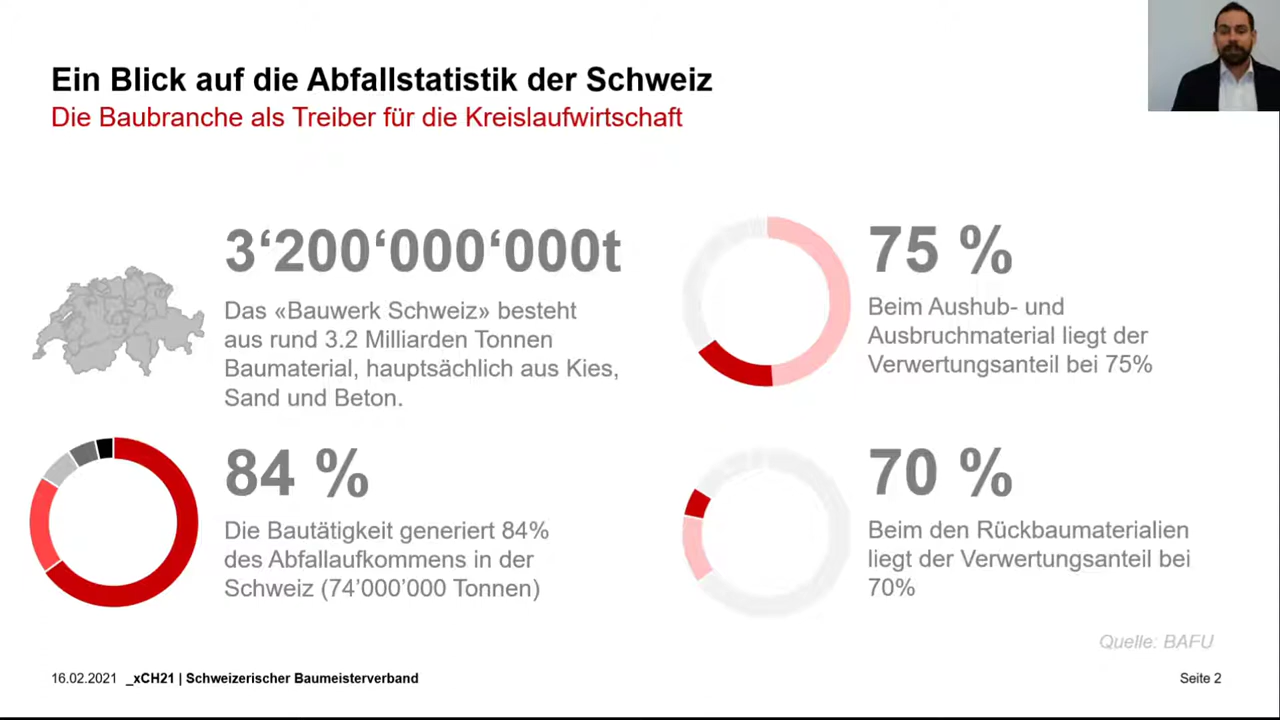 Ein Blick auf die Abfallstatistik der Schweiz
Die Baubranche als Treiber für die Kreislaufwirtschaft
3‘200‘000‘000t
Das «Bauwerk Schweiz» besteht
aus rund 3.2 Milliarden Tonnen
Baumaterial, hauptsächlich aus Kies,
Sand und Beton.
75 %
Beim Aushub- und
Ausbruchmaterial liegt der
Verwertungsanteil bei 75%
84 %
Die Bautätigkeit generiert 84%
des Abfallaufkommens in der
Schweiz (74’000’000 Tonnen)
70 %
Beim den Rückbaumaterialien
liegt der Verwertungsanteil bei
70%
Quelle: BAFU
16.02.2021 _xCH21 | Schweizerischer Baumeisterverband
Seite 2